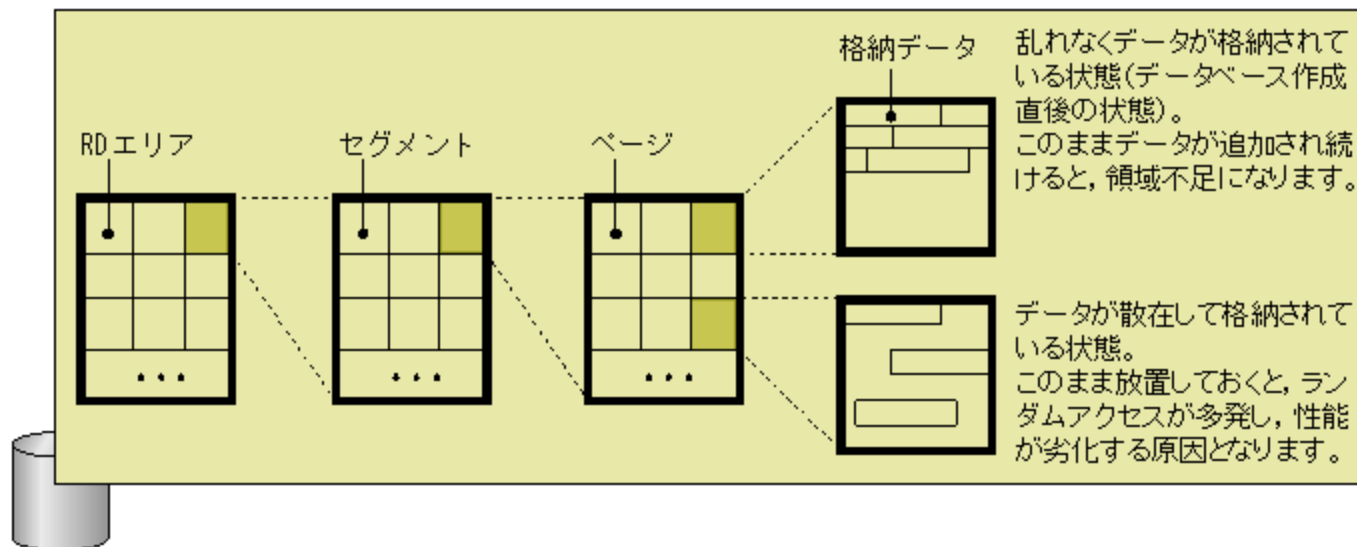 RDエリア
セグメント
ページ
格納データ
乱れなくデータが格納されて
いる状態(データベース作成
直後の状態)。
このままデータが追加され続
けると,領域不足になります。
データが散在して格納されて
いる状態。
このまま放置しておくと,ラン
ダムアクセスが多発し,性能
が劣化する原因となります。